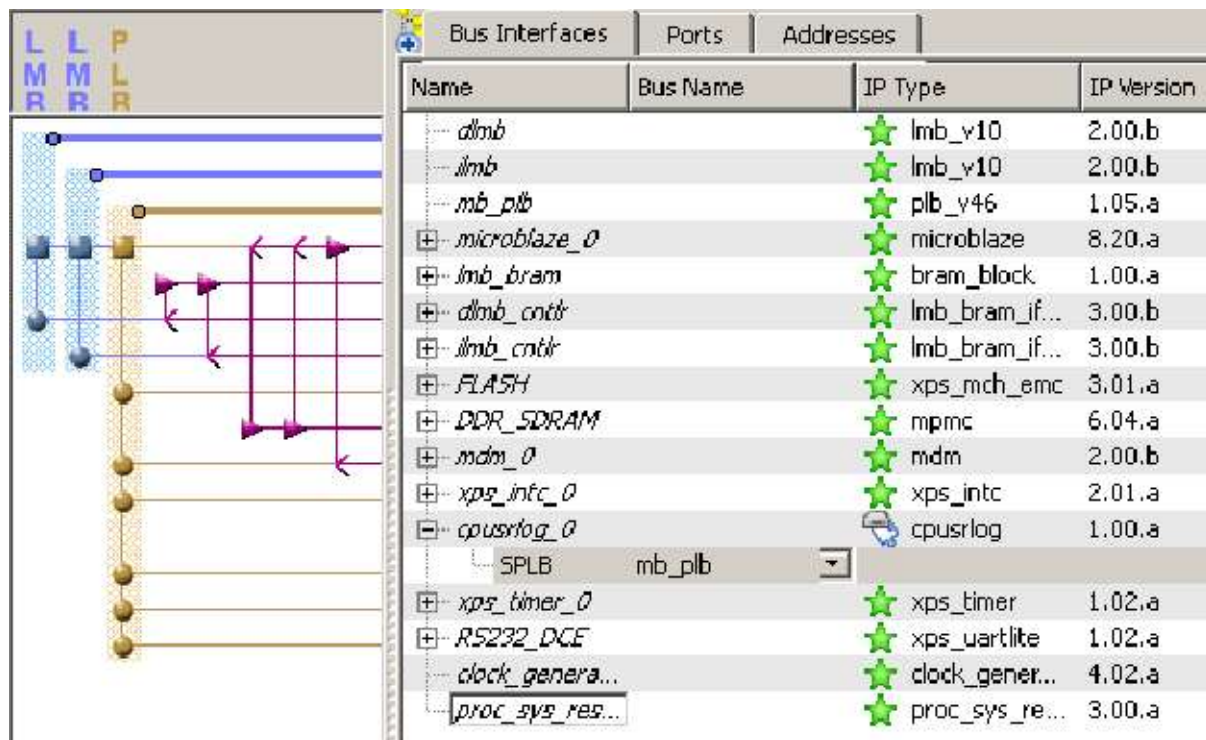 L L P
M M L
B B B
Bus Interfaces Ports Addresses
Name Bus Name IP Type IP Version
dlmb lmb_v10 2.00.b
ilmb lmb_v10 2.00.b
mb_plb plb_v46 1.05.a
microblaze_0 microblaze 8.20.a
lmb_bram bram_block 1.00.a
dlmb_cntlr lmb_bram_if... 3.00.b
ilmb_cntlr lmb_bram_if... 3.00.b
FLASH xps_mch_emc 3.01.a
DDR_SDRAM mpmc 6.04.a
mdm_0 mdm 2.00.b
xps_intc_0 xps_intc 2.01.a
cpusrlog_0 cpusrlog 1.00.a
SPLB mb_plb
xps_timer_0 xps_timer 1.02.a
RS232_DCE xps_uartlite 1.02.a
clock_genera... clock_gener... 4.02.a
proc_sys_res... proc_sys_re... 3.00.a